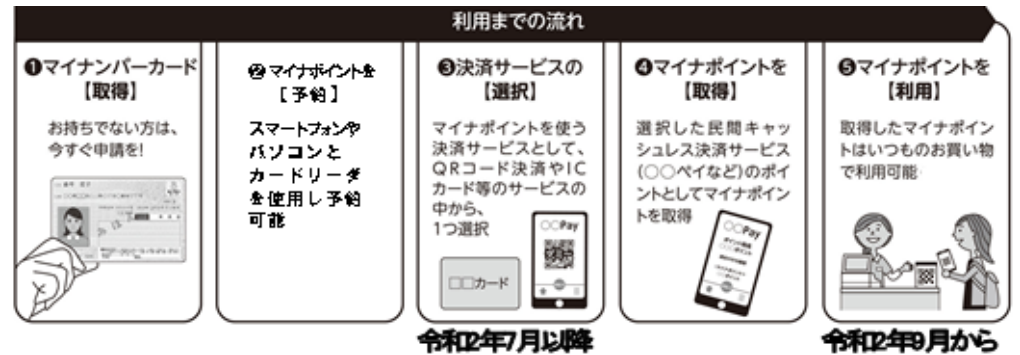 利用までの流れ
❶マイナンバーカード
【取得】
お持ちでない方は、
今すぐ申請を!
❷マイナポイントを
【予約】
スマートフォンや
パソコンと
カードリーダ
を使用し予約
可能
❸決済サービスの
【選択】
マイナポイントを使う
決済サービスとして、
QRコード決済やIC
カード等のサービスの
中から、
1つ選択
○○Pay
□□カード
令和2年7月以降
❹マイナポイントを
【取得】
選択した民間キャッ
シュレス決済サービス
(○○ペイなど)のポイ
ントとしてマイナポイン
トを取得
○○Pay
❺マイナポイントを
【利用】
取得したマイナポイン
トはいつものお買い物
で利用可能
令和2年9月から